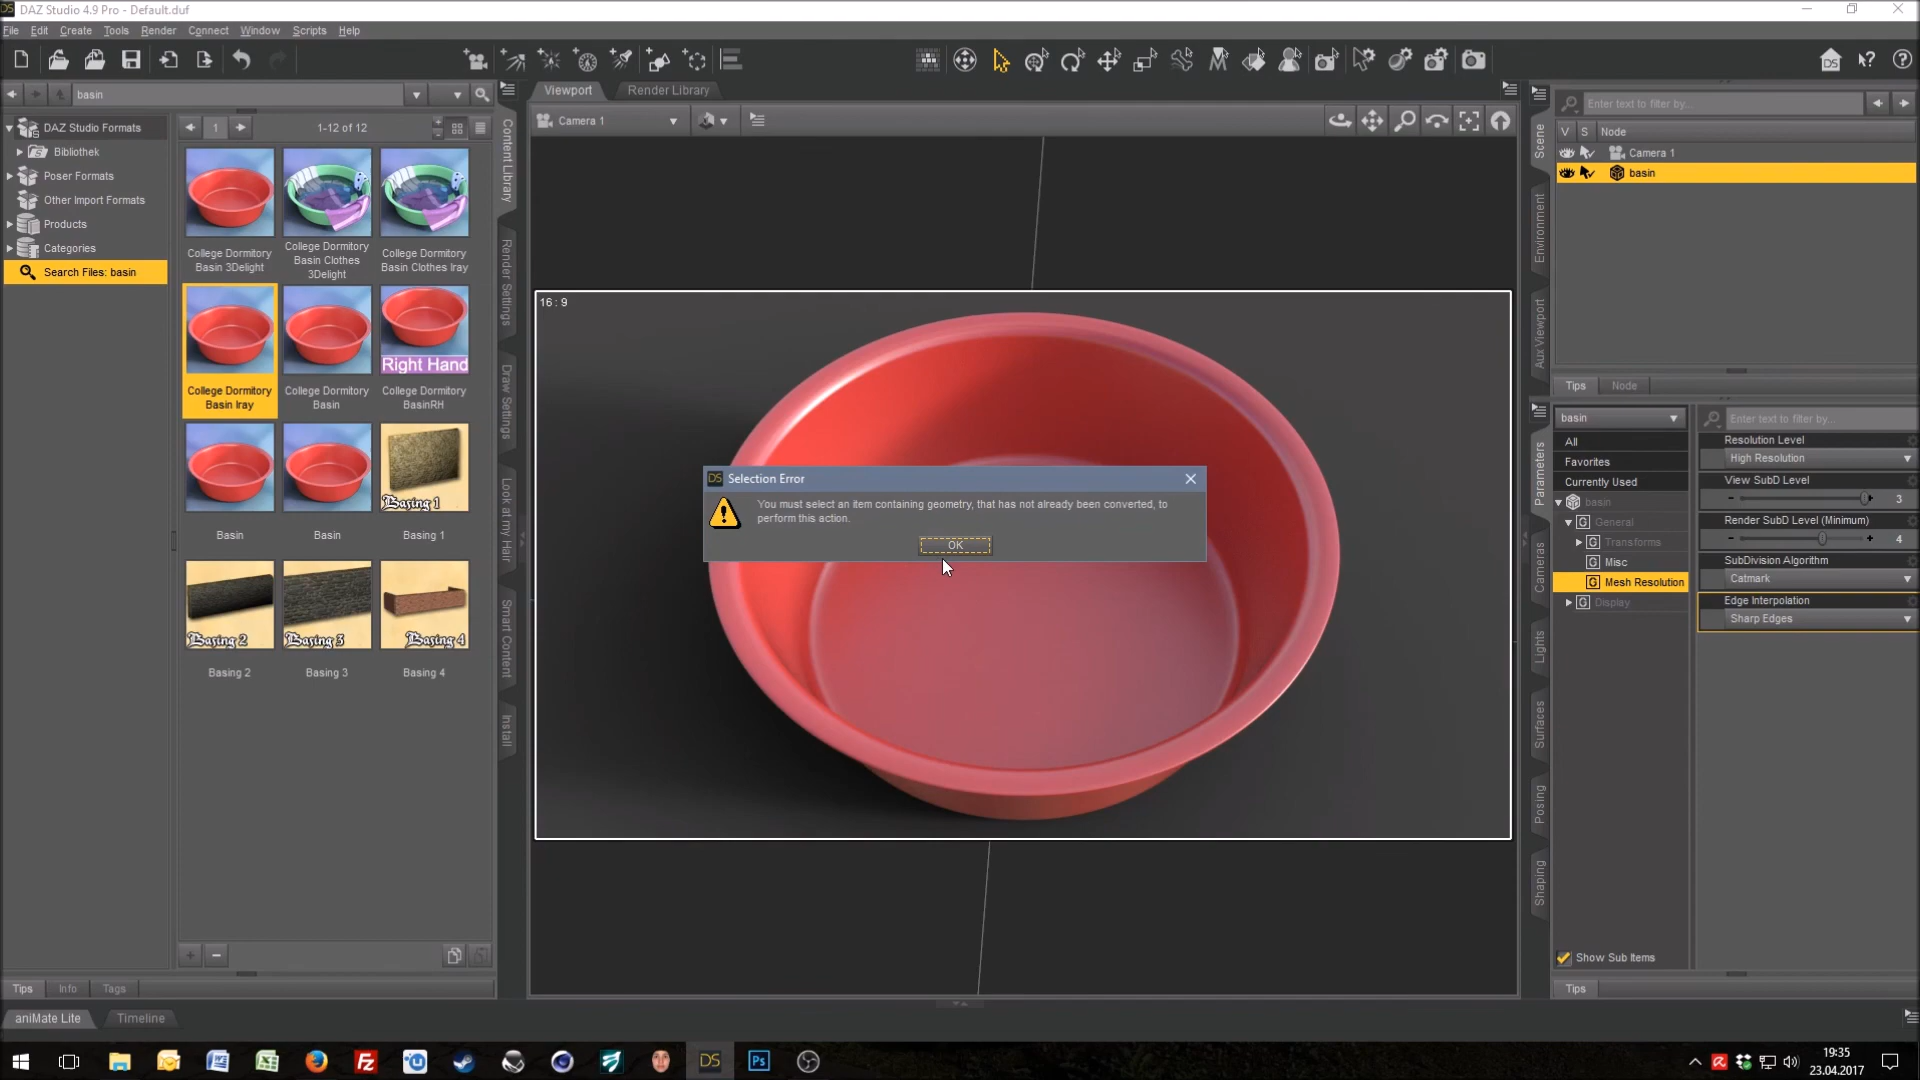 DAZ Studio 4.9 Pro - Default.duf
File Edit Create Tools Render Connect Window Scripts Help
basin
DAZ Studio Formats
Bibliothek
Poser Formats
Other Import Formats
Products
Categories
Search Files: basin
1
1-12 of 12
College Dormitory Basin 3Delight
College Dormitory Basin Clothes 3Delight
College Dormitory Basin Clothes Iray
Right Hand
College Dormitory Basin Iray
College Dormitory Basin
College Dormitory BasinRH
Basing 1
Basin
Basin
Basing 1
Basing 2
Basing 3
Basing 4
Basing 2
Basing 3
Basing 4
Tips Info Tags
Content Library
Render Settings
Draw Settings
Look at my Hair
Smart Content
Install
Viewport Render Library
Camera 1
16 : 9
DS Selection Error
You must select an item containing geometry, that has not already been converted, to
perform this action.
OK
Scene
Environment
Aux Viewport
Enter text to filter by...
V S Node
Camera 1
basin
Tips Node
Parameters
Cameras
Lights
Surfaces
Posing
Shaping
basin
All
Favorites
Currently Used
basin
G General
G Transforms
G Misc
G Mesh Resolution
G Display
Show Sub Items
Tips
Enter text to filter by...
Resolution Level
High Resolution
View SubD Level
- + 3
Render SubD Level (Minimum)
- + 4
SubDivision Algorithm
Catmark
Edge Interpolation
Sharp Edges
aniMate Lite Timeline
DS
Ps
19:35
23.04.2017